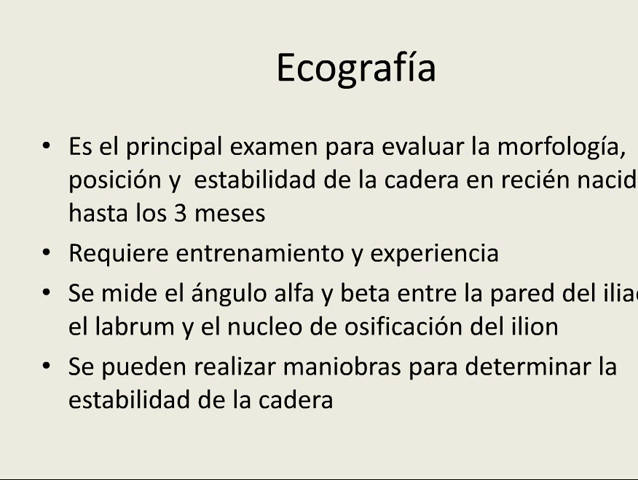 Ecografía
• Es el principal examen para evaluar la morfología,
posición y  estabilidad de la cadera en recién nacid
hasta los 3 meses
• Requiere entrenamiento y experiencia
• Se mide el ángulo alfa y beta entre la pared del ilia
el labrum y el nucleo de osificación del ilion
• Se pueden realizar maniobras para determinar la
estabilidad de la cadera